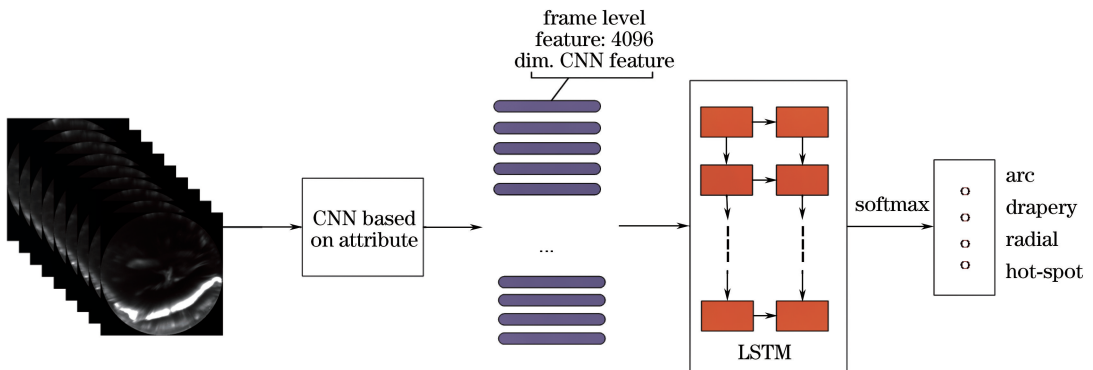 frame level
feature: 4096
dim. CNN feature
CNN based
on attribute
...
LSTM
softmax
arc
drapery
radial
hot-spot